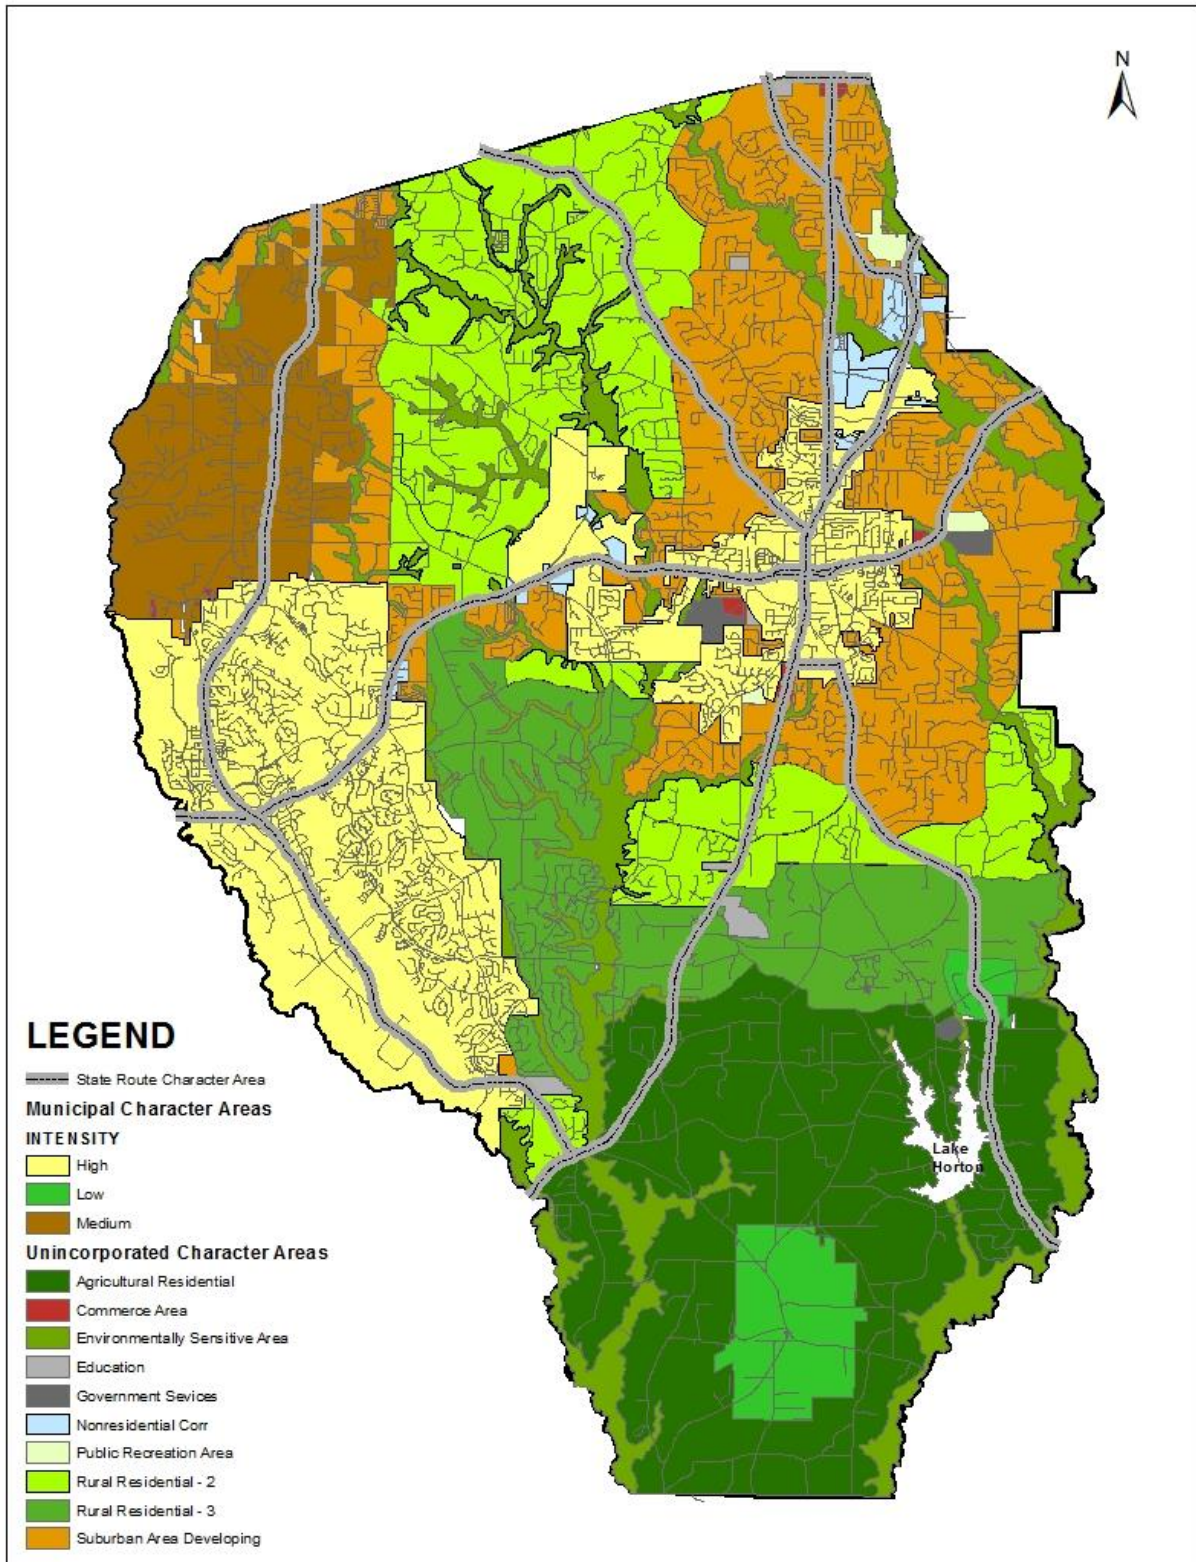 N
Lake
Horton
LEGEND
State Route Character Area
Municipal Character Areas
INTENSITY
High
Low
Medium
Unincorporated Character Areas
Agricultural Residential
Commerce Area
Environmentally Sensitive Area
Education
Government Sevices
Nonresidential Corr
Public Recreation Area
Rural Residential - 2
Rural Residential - 3
Suburban Area Developing